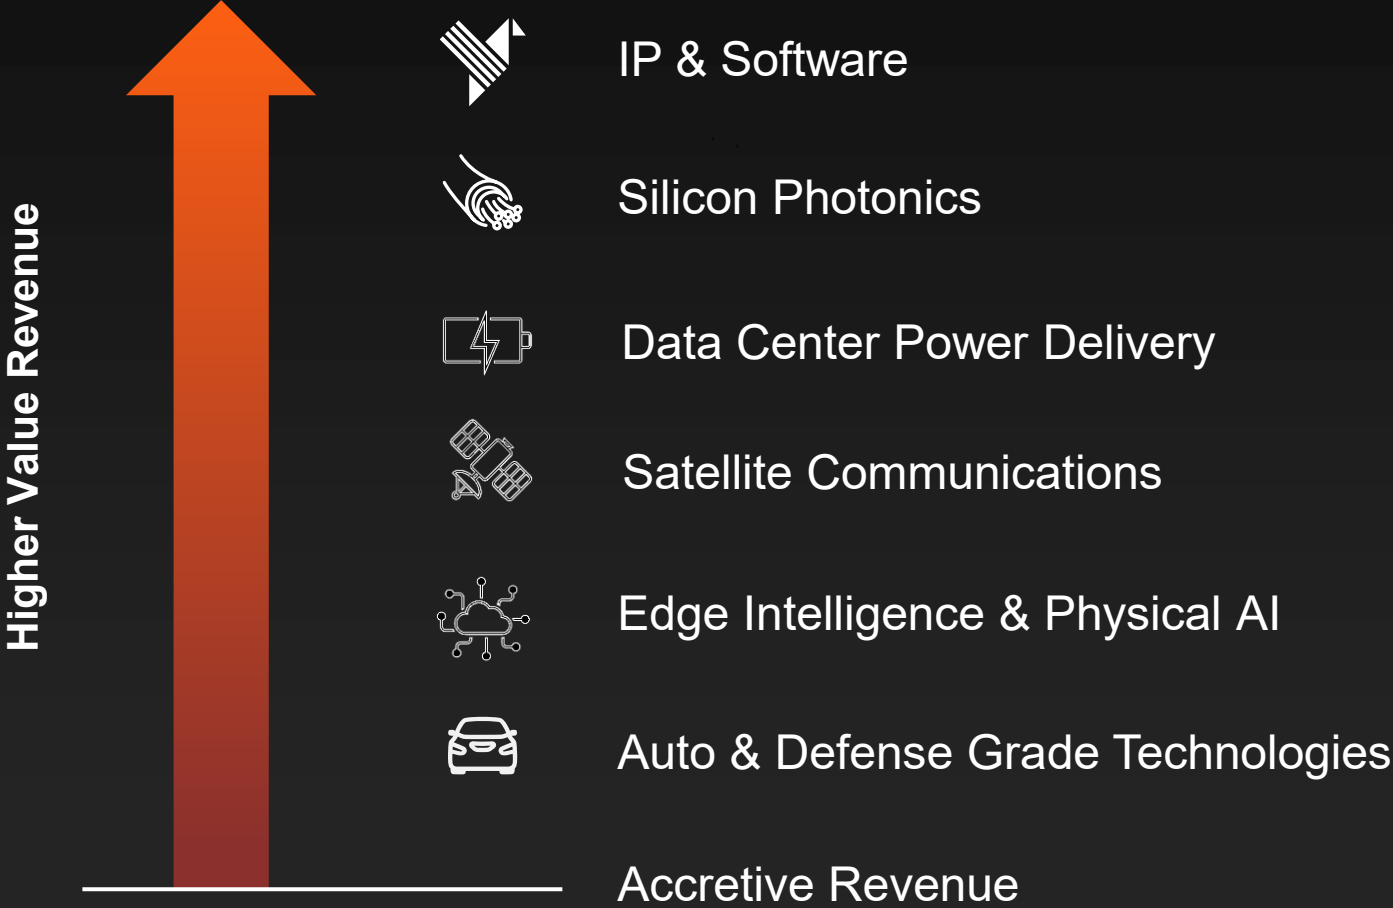 Higher Value Revenue
IP & Software
Silicon Photonics
Data Center Power Delivery
Satellite Communications
Edge Intelligence & Physical AI
Auto & Defense Grade Technologies
Accretive Revenue